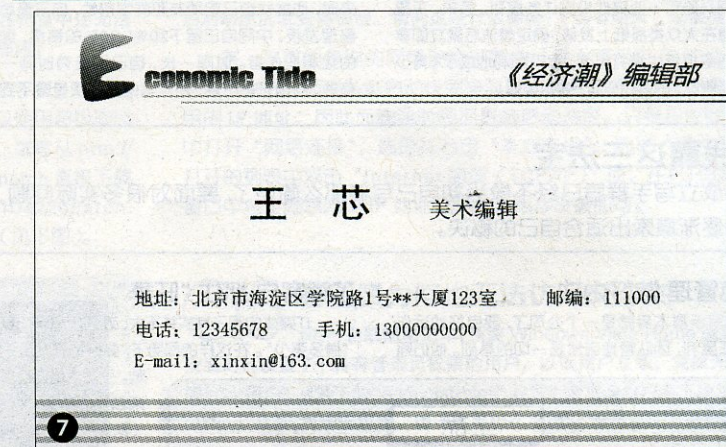 Economic Tide
《经济潮》编辑部
王 芯 美术编辑
地址：北京市海淀区学院路1号**大厦123室 邮编：111000
电话：12345678 手机：13000000000
E-mail：xinxin@163.com
7